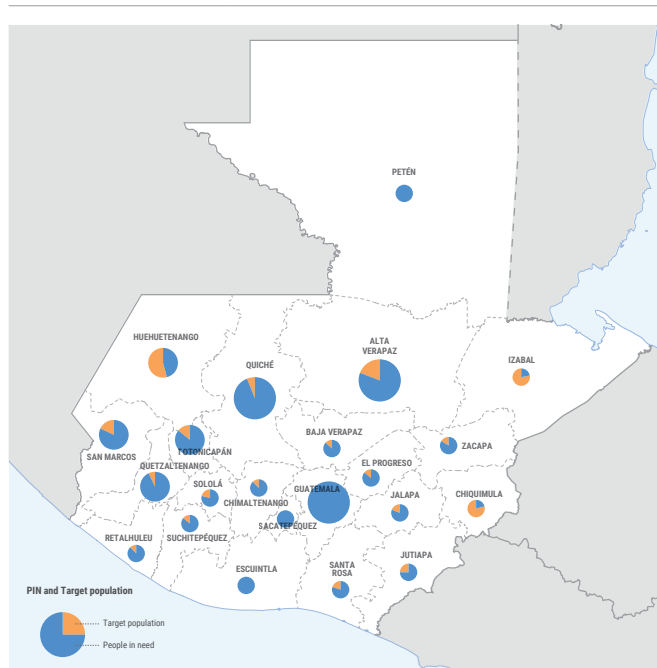 PETÉN
HUEHUETENANGO
ALTA
VERAPAZ
IZABAL
QUICHÉ
BAJA VERAPAZ
ZACAPA
SAN MARCOS
TOTONICAPÁN
QUETZALTENANGO
EL PROGRESO
SOLOLÁ
GUATEMALA
CHIMALTENANGO
JALAPA
CHIQUIMULA
SACATEPÉQUEZ
RETALHULEU
SUCHITEPÉQUEZ
ESCUINTLA
SANTA
ROSA
JUTIAPA
PIN and Target population
Target population
People in need